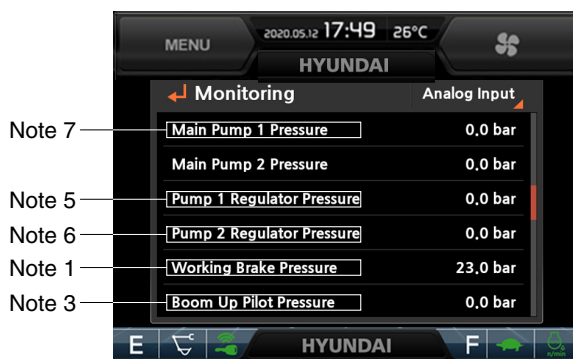 MENU
2020.05.12 17:49 26°C
HYUNDAI
Monitoring
Analog Input
Note 7
Main Pump 1 Pressure 0.0 bar
Main Pump 2 Pressure 0.0 bar
Note 5
Pump 1 Regulator Pressure 0.0 bar
Note 6
Pump 2 Regulator Pressure 0.0 bar
Note 1
Working Brake Pressure 23.0 bar
Note 3
Boom Up Pilot Pressure 0.0 bar
E
HYUNDAI
F
n/min